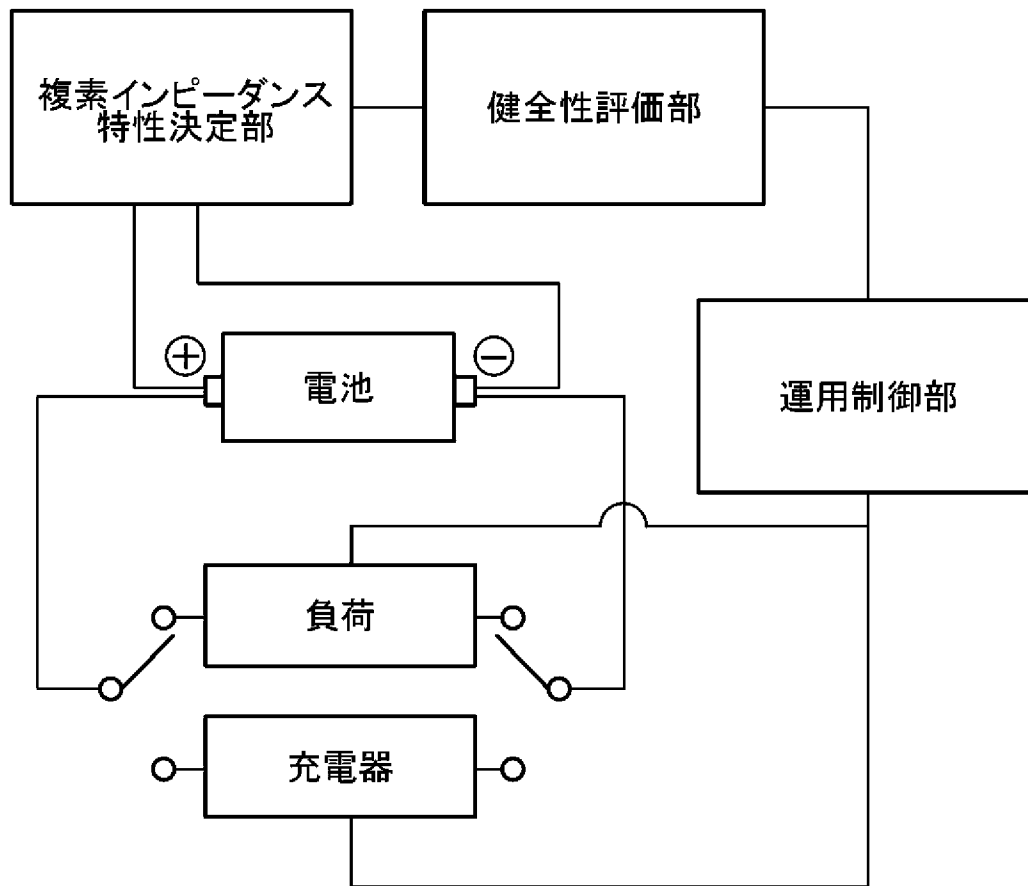 複素インピーダンス
特性決定部
健全性評価部
電池
運用制御部
負荷
充電器